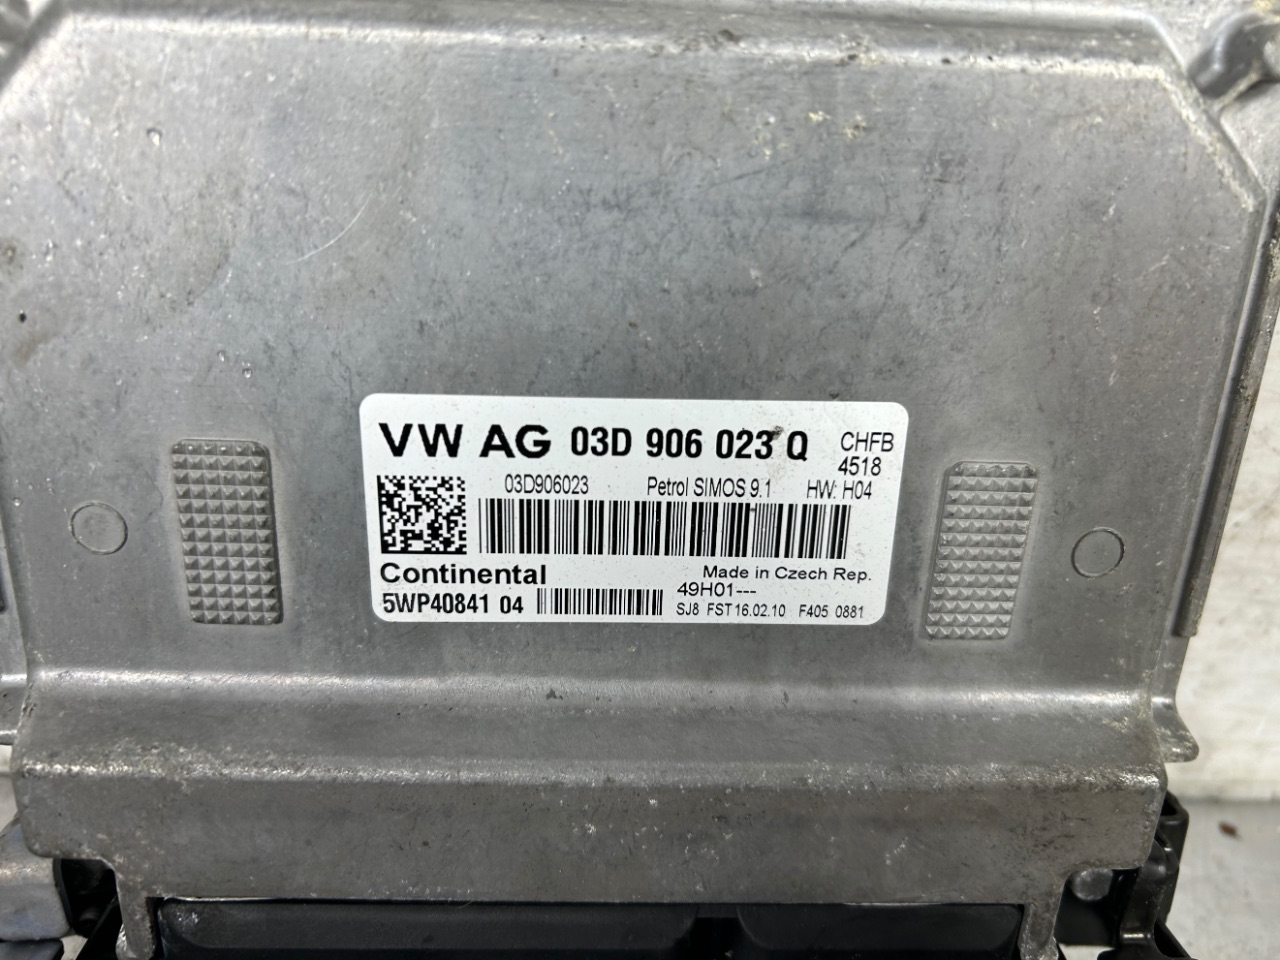 VW AG 03D 906 023 Q CHFB
4518
03D906023 Petrol SIMOS 9.1 HW: H04
Continental Made in Czech Rep.
49H01---
5WP40841 04 SJ8 FST 16.02.10 F405 0881